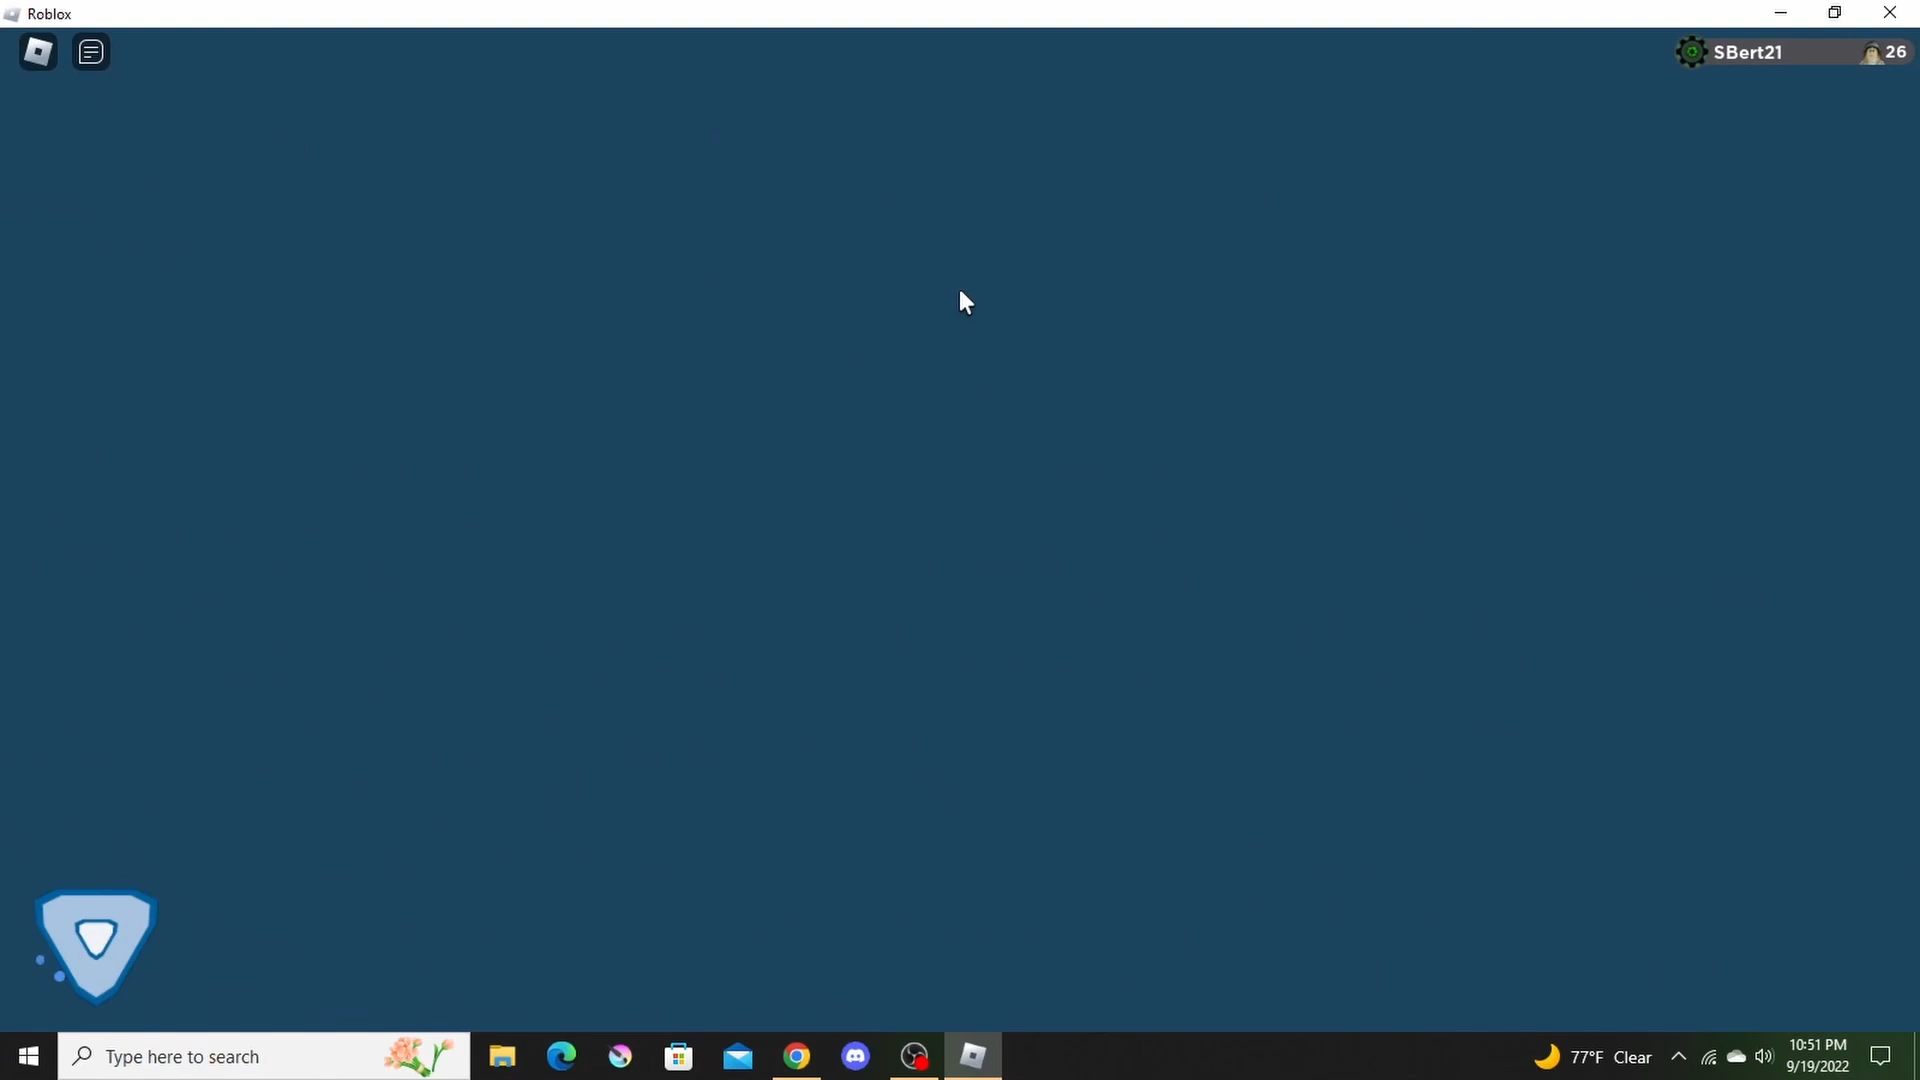 Roblox
SBert21 26
Type here to search
77°F Clear
10:51 PM
9/19/2022